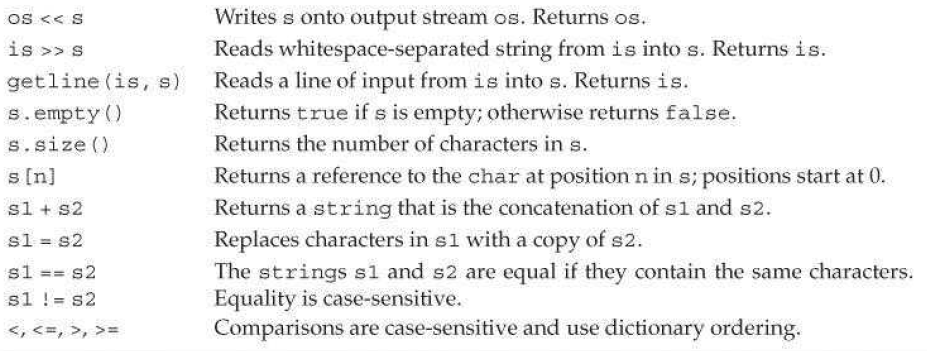 os << s Writes s onto output stream os. Returns os.
is >> s Reads whitespace-separated string from is into s. Returns is.
getline(is, s) Reads a line of input from is into s. Returns is.
s.empty() Returns true if s is empty; otherwise returns false.
s.size() Returns the number of characters in s.
s[n] Returns a reference to the char at position n in s; positions start at 0.
s1 + s2 Returns a string that is the concatenation of s1 and s2.
s1 = s2 Replaces characters in s1 with a copy of s2.
s1 == s2 The strings s1 and s2 are equal if they contain the same characters.
s1 != s2 Equality is case-sensitive.
<, <=, >, >= Comparisons are case-sensitive and use dictionary ordering.